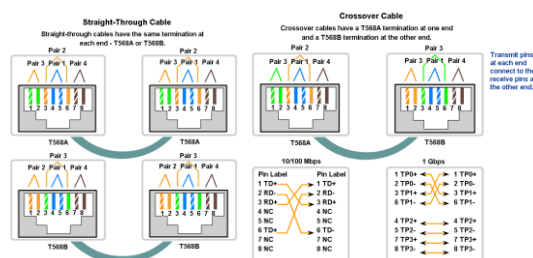 Straight-Through Cable
Straight-through cables have the same termination at
each end - T568A or T568B.
Pair 2
Pair 3 Pair 1 Pair 4
1 2 3 4 5 6 7 8
T568A
Pair 2
Pair 3 Pair 1 Pair 4
1 2 3 4 5 6 7 8
T568A
Pair 3
Pair 2 Pair 1 Pair 4
1 2 3 4 5 6 7 8
T568B
Pair 3
Pair 2 Pair 1 Pair 4
1 2 3 4 5 6 7 8
T568B
Crossover Cable
Crossover cables have a T568A termination at one end
and a T568B termination at the other end.
Pair 2
Pair 3 Pair 1 Pair 4
1 2 3 4 5 6 7 8
T568A
Pair 3
Pair 2 Pair 1 Pair 4
1 2 3 4 5 6 7 8
T568B
Transmit pins
at each end
connect to the
receive pins a
the other end.
10/100 Mbps
Pin Label Pin Label
1 TD+ 1 TD+
2 RD- 2 RD-
3 RD+ 3 RD+
4 NC 4 NC
5 NC 5 NC
6 TD+ 6 TD-
7 NC 7 NC
8 NC 8 NC
1 Gbps
1 TP0+ 1 TP0+
2 TP0- 2 TP0-
3 TP1+ 3 TP1+
6 TP1- 6 TP1-
4 TP2+ 4 TP2+
5 TP2- 5 TP2-
7 TP3+ 7 TP3+
8 TP3- 8 TP3-